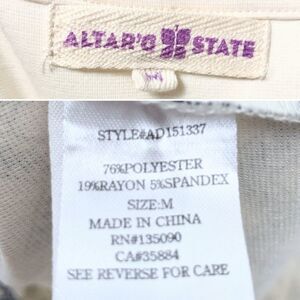 ALTAR'D STATE
M
STYLE#AD151337
76%POLYESTER
19%RAYON 5%SPANDEX
SIZE:M
MADE IN CHINA
RN#135090
CA#35884
SEE REVERSE FOR CARE